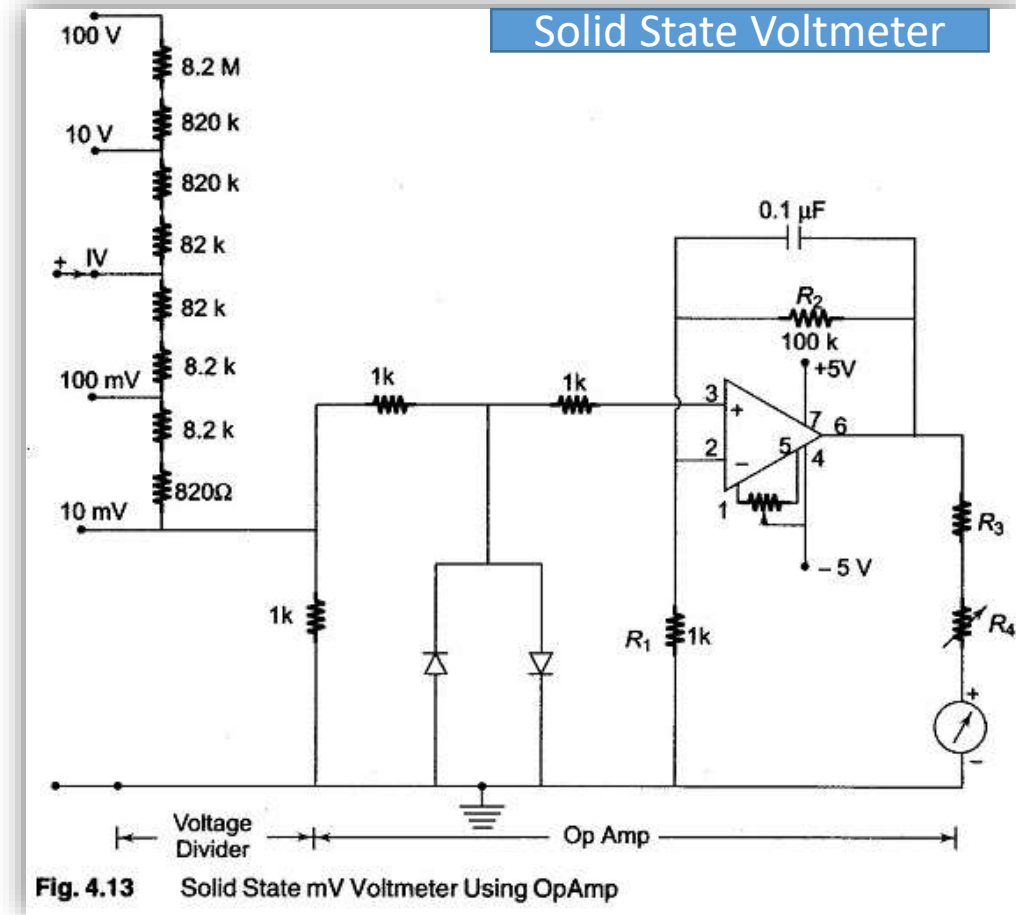 Solid State Voltmeter
100 V
8.2 M
820 k
10 V
820 k
82 k
+ IV
82 k
8.2 k
100 mV
8.2 k
820Ω
10 mV
1k
1k
1k
0.1 µF
R2
100 k
+5V
3
+
7
6
2
−
5
4
1
− 5 V
R1
1k
R3
R4
+
−
Voltage
Divider
Op Amp
Fig. 4.13 Solid State mV Voltmeter Using OpAmp